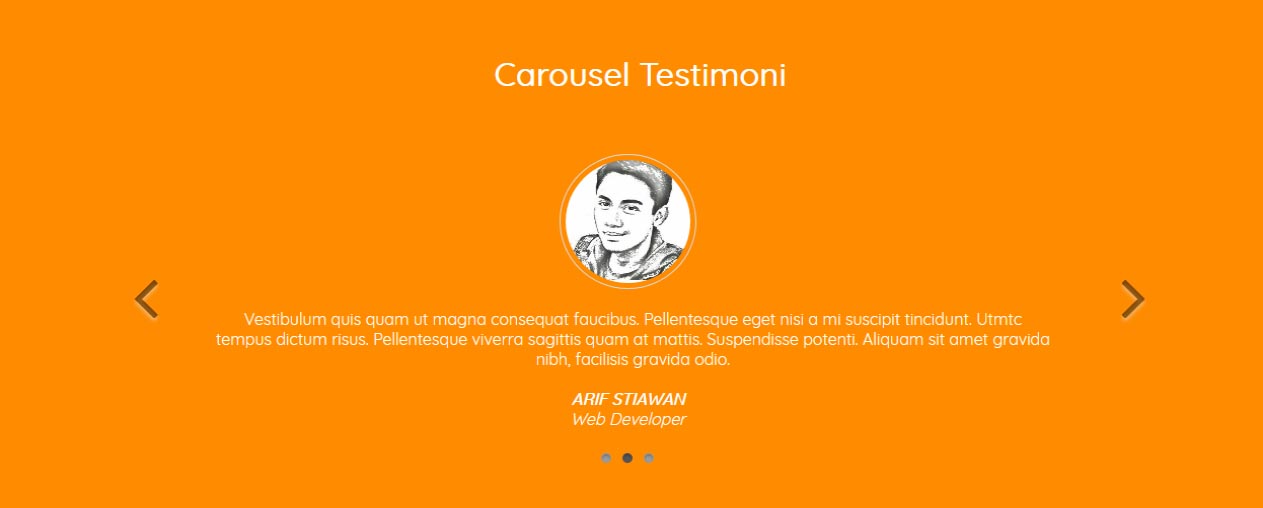 Carousel Testimoni
Vestibulum quis quam ut magna consequat faucibus. Pellentesque eget nisi a mi suscipit tincidunt. Utmtc
tempus dictum risus. Pellentesque viverra sagittis quam at mattis. Suspendisse potenti. Aliquam sit amet gravida
nibh, facilisis gravida odio.
ARIF STIAWAN
Web Developer